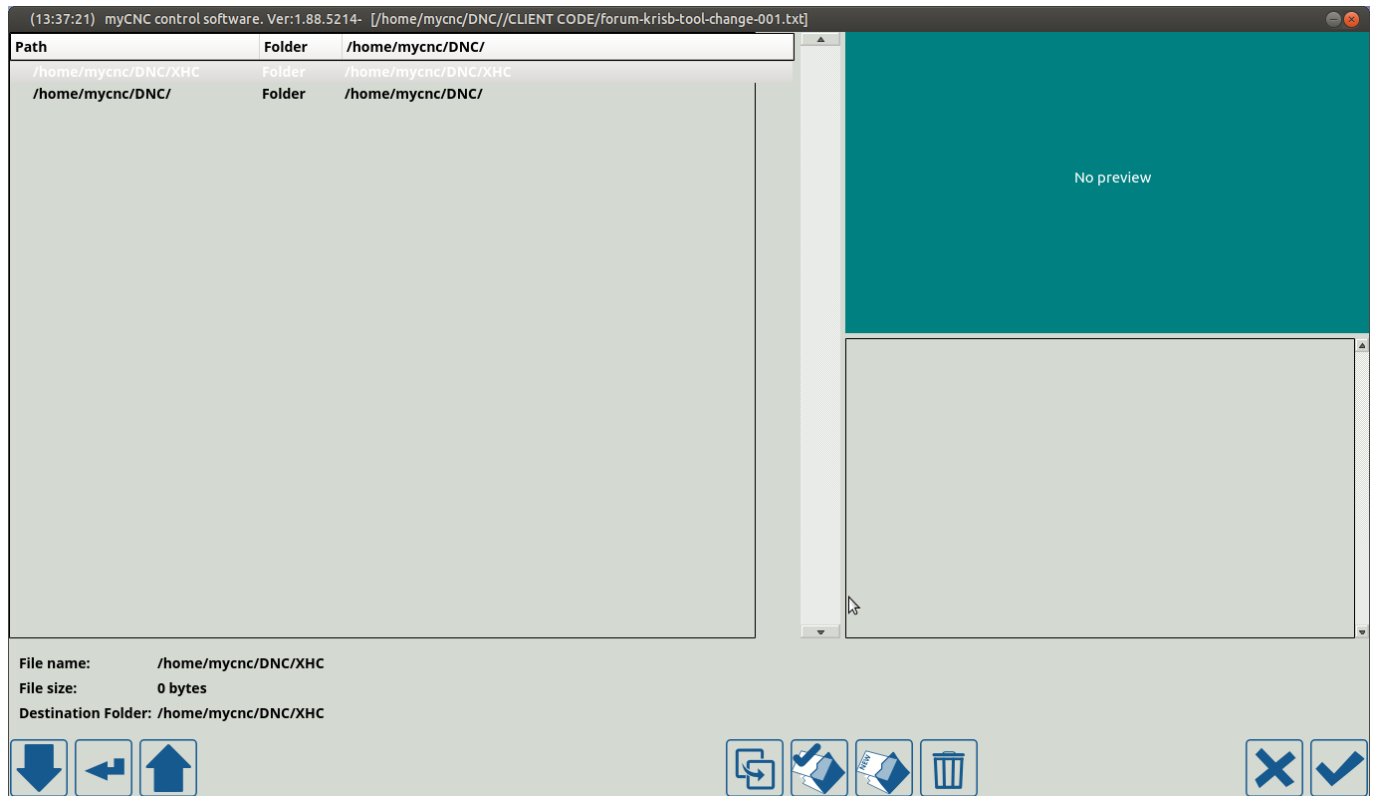 (13:37:21) myCNC control software. Ver:1.88.5214- [/home/mycnc/DNC//CLIENT CODE/forum-krisb-tool-change-001.txt]
Path Folder /home/mycnc/DNC/
/home/mycnc/DNC/XHC Folder /home/mycnc/DNC/XHC
/home/mycnc/DNC/ Folder /home/mycnc/DNC/
No preview
File name: /home/mycnc/DNC/XHC
File size: 0 bytes
Destination Folder: /home/mycnc/DNC/XHC
NEW